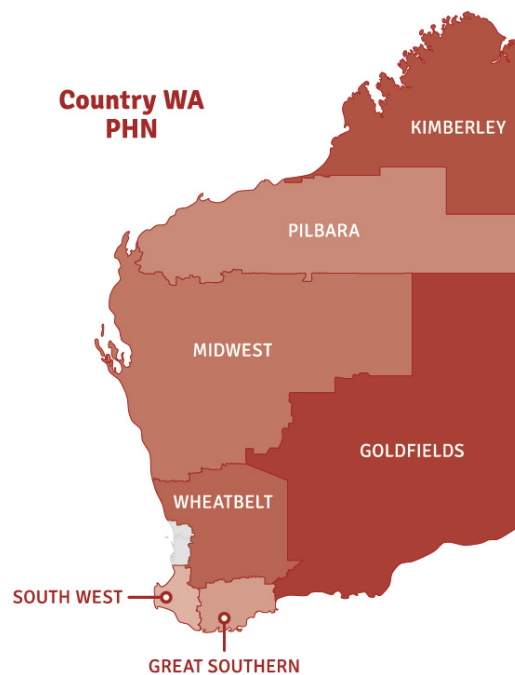 Country WA
PHN
KIMBERLEY
PILBARA
MIDWEST
GOLDFIELDS
WHEATBELT
SOUTH WEST
GREAT SOUTHERN